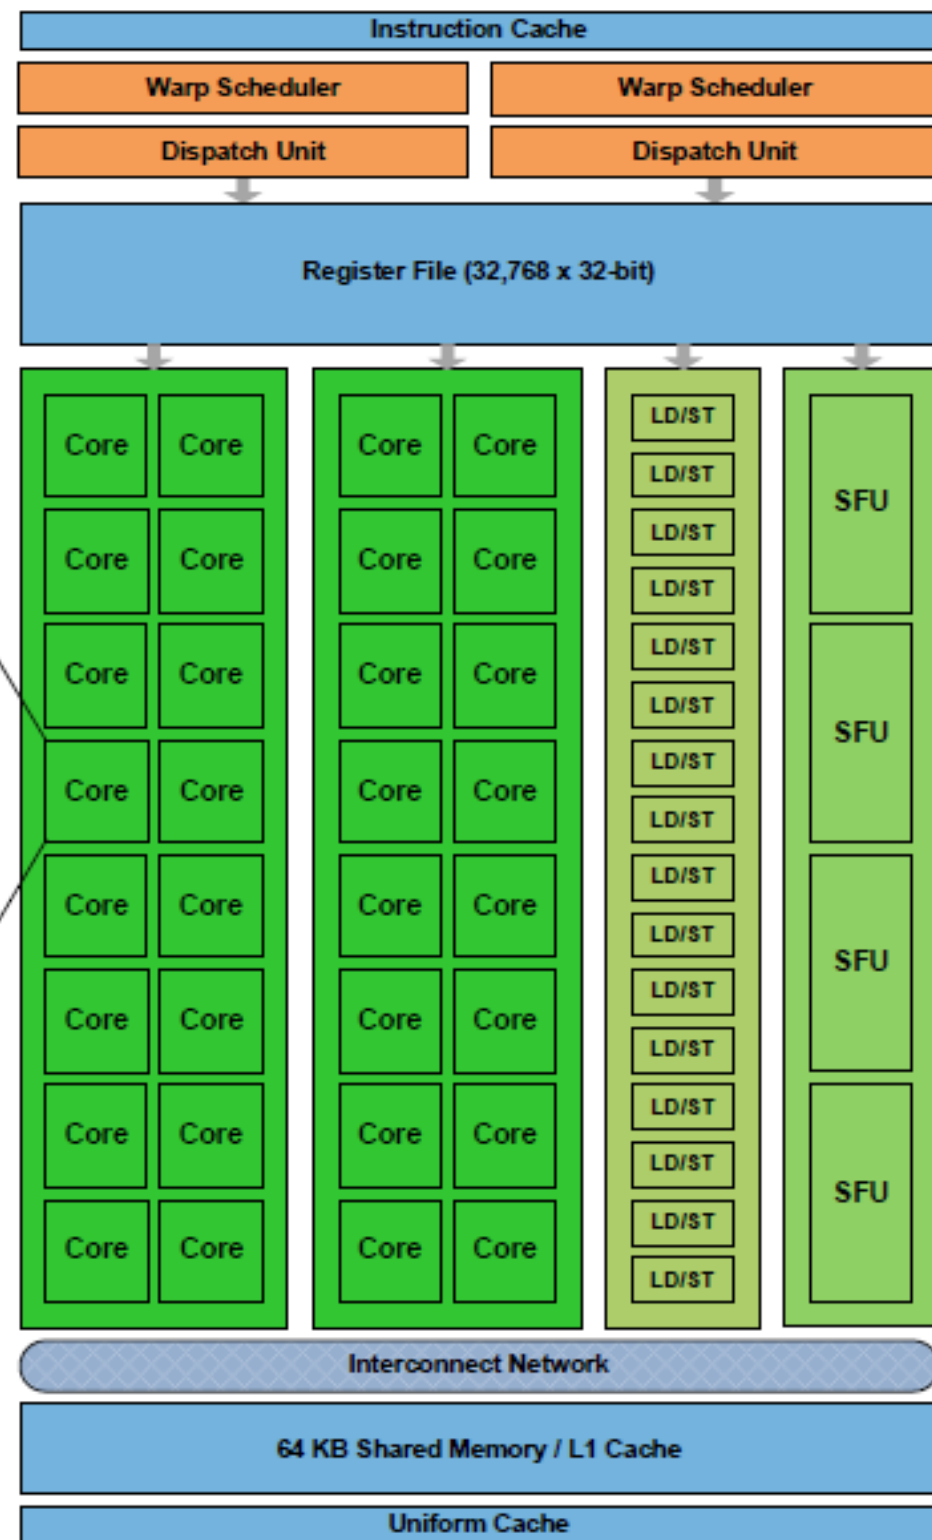 Instruction Cache
Warp Scheduler Warp Scheduler
Dispatch Unit Dispatch Unit
Register File (32,768 x 32-bit)
Core Core Core Core LD/ST SFU
LD/ST
Core Core Core Core LD/ST
LD/ST
Core Core Core Core LD/ST SFU
LD/ST
Core Core Core Core LD/ST
LD/ST
Core Core Core Core LD/ST SFU
LD/ST
Core Core Core Core LD/ST
LD/ST
Core Core Core Core LD/ST SFU
LD/ST
Core Core Core Core LD/ST
LD/ST
Interconnect Network
64 KB Shared Memory / L1 Cache
Uniform Cache